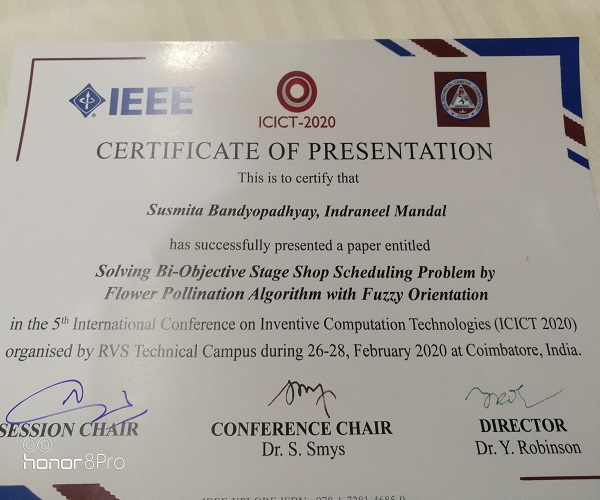 IEEE
ICICT-2020
CERTIFICATE OF PRESENTATION
This is to certify that
Susmita Bandyopadhyay, Indraneel Mandal
has successfully presented a paper entitled
Solving Bi-Objective Stage Shop Scheduling Problem by
Flower Pollination Algorithm with Fuzzy Orientation
in the 5th International Conference on Inventive Computation Technologies (ICICT 2020)
organised by RVS Technical Campus during 26-28, February 2020 at Coimbatore, India.
SESSION CHAIR
CONFERENCE CHAIR
Dr. S. Smys
DIRECTOR
Dr. Y. Robinson
honor 8Pro